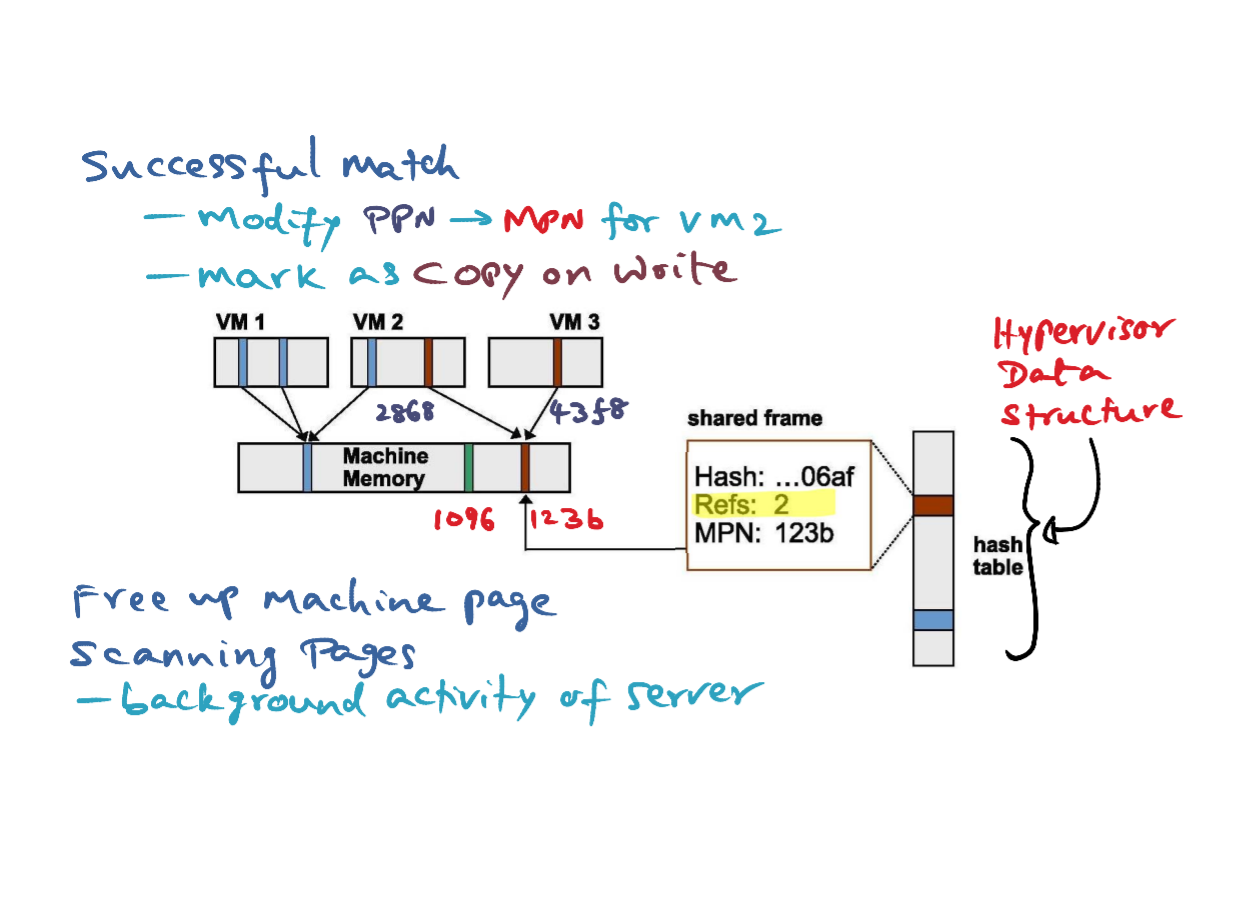 Successful match
— modify PPN → MPN for VM2
— mark as Copy on Write
VM 1 VM 2 VM 3
2868 43f8
Machine
Memory
1096 123b
shared frame
Hash: ...06af
Refs: 2
MPN: 123b
Hypervisor
Data
Structure
hash
table
Free up machine page
Scanning Pages
— background activity of server